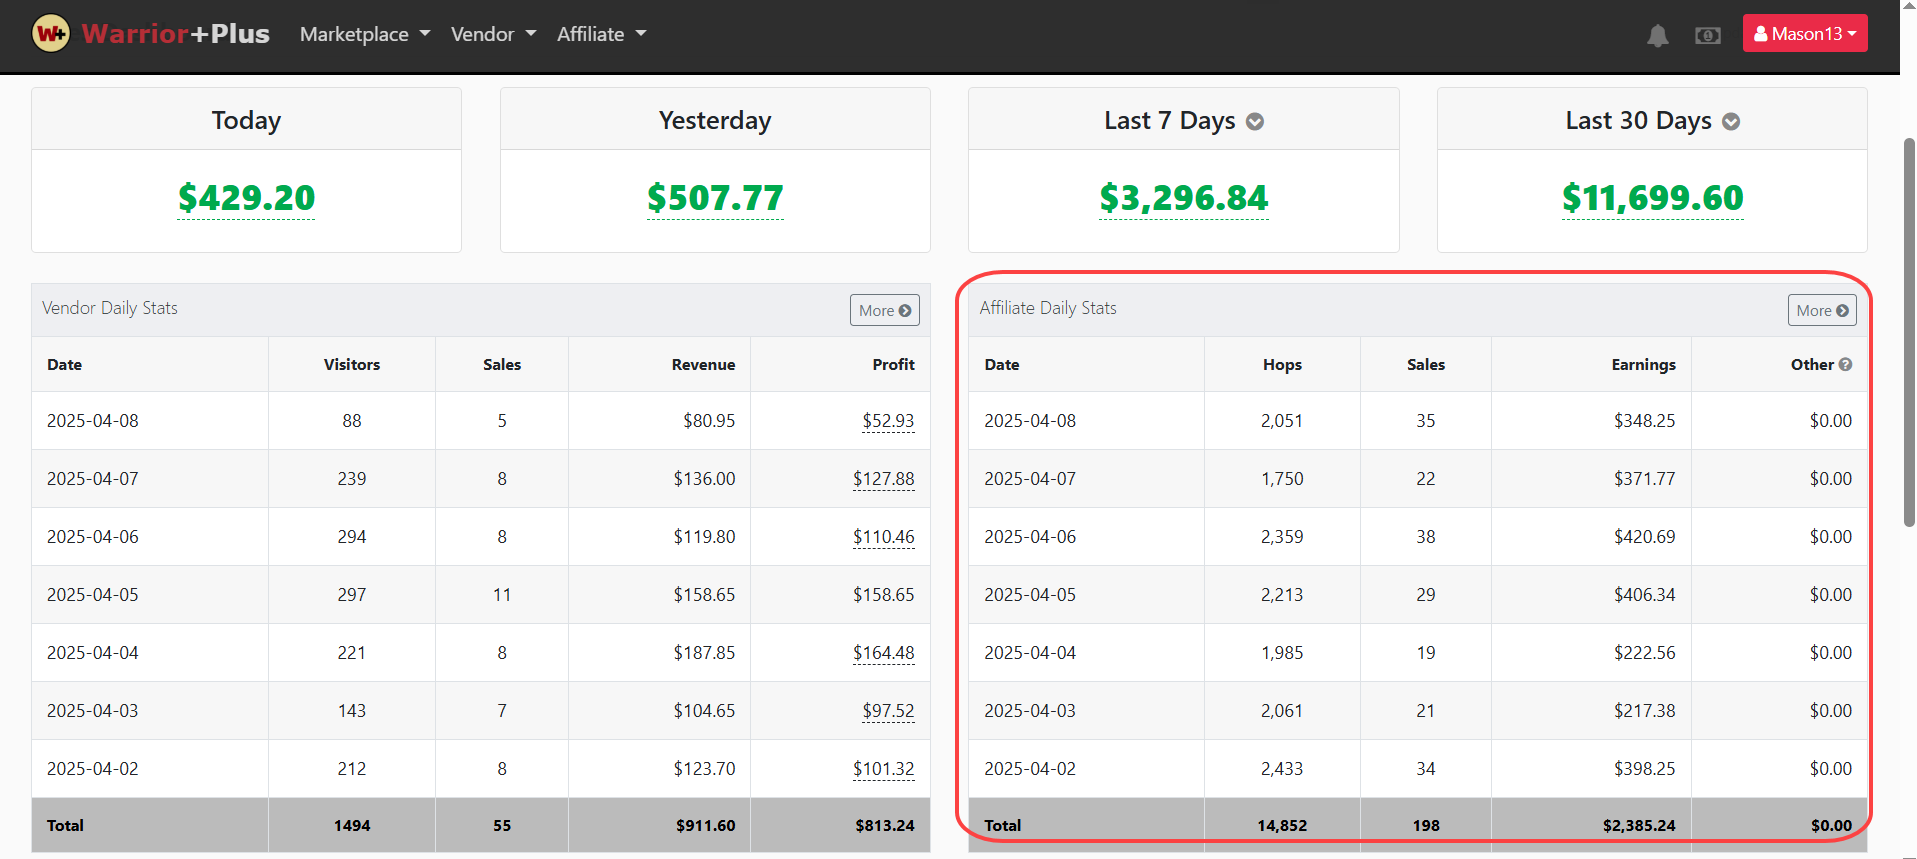 W+ Warrior+Plus Marketplace Vendor Affiliate Mason13
Today Yesterday Last 7 Days Last 30 Days
$429.20 $507.77 $3,296.84 $11,699.60
Vendor Daily Stats More
Date Visitors Sales Revenue Profit
2025-04-08 88 5 $80.95 $52.93
2025-04-07 239 8 $136.00 $127.88
2025-04-06 294 8 $119.80 $110.46
2025-04-05 297 11 $158.65 $158.65
2025-04-04 221 8 $187.85 $164.48
2025-04-03 143 7 $104.65 $97.52
2025-04-02 212 8 $123.70 $101.32
Total 1494 55 $911.60 $813.24
Affiliate Daily Stats More
Date Hops Sales Earnings Other ?
2025-04-08 2,051 35 $348.25 $0.00
2025-04-07 1,750 22 $371.77 $0.00
2025-04-06 2,359 38 $420.69 $0.00
2025-04-05 2,213 29 $406.34 $0.00
2025-04-04 1,985 19 $222.56 $0.00
2025-04-03 2,061 21 $217.38 $0.00
2025-04-02 2,433 34 $398.25 $0.00
Total 14,852 198 $2,385.24 $0.00